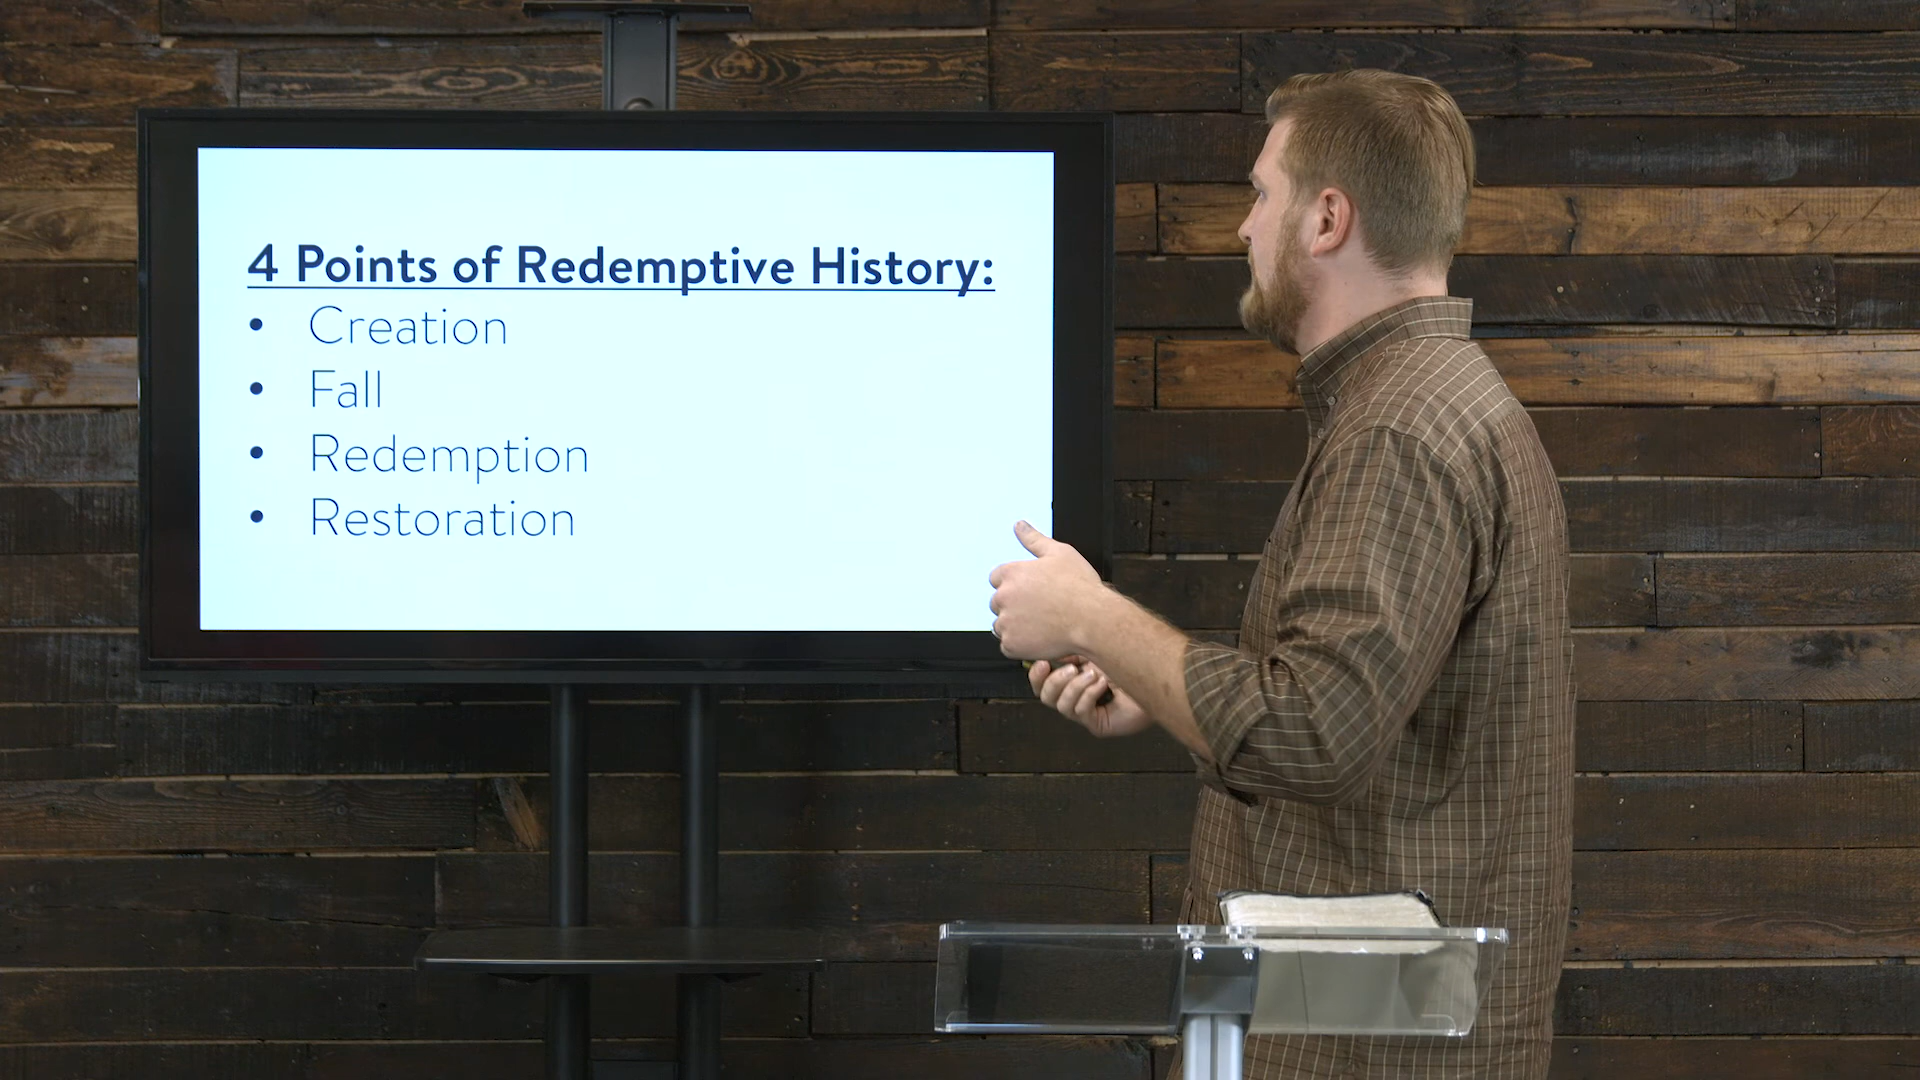 4 Points of Redemptive History:
• Creation
• Fall
• Redemption
• Restoration